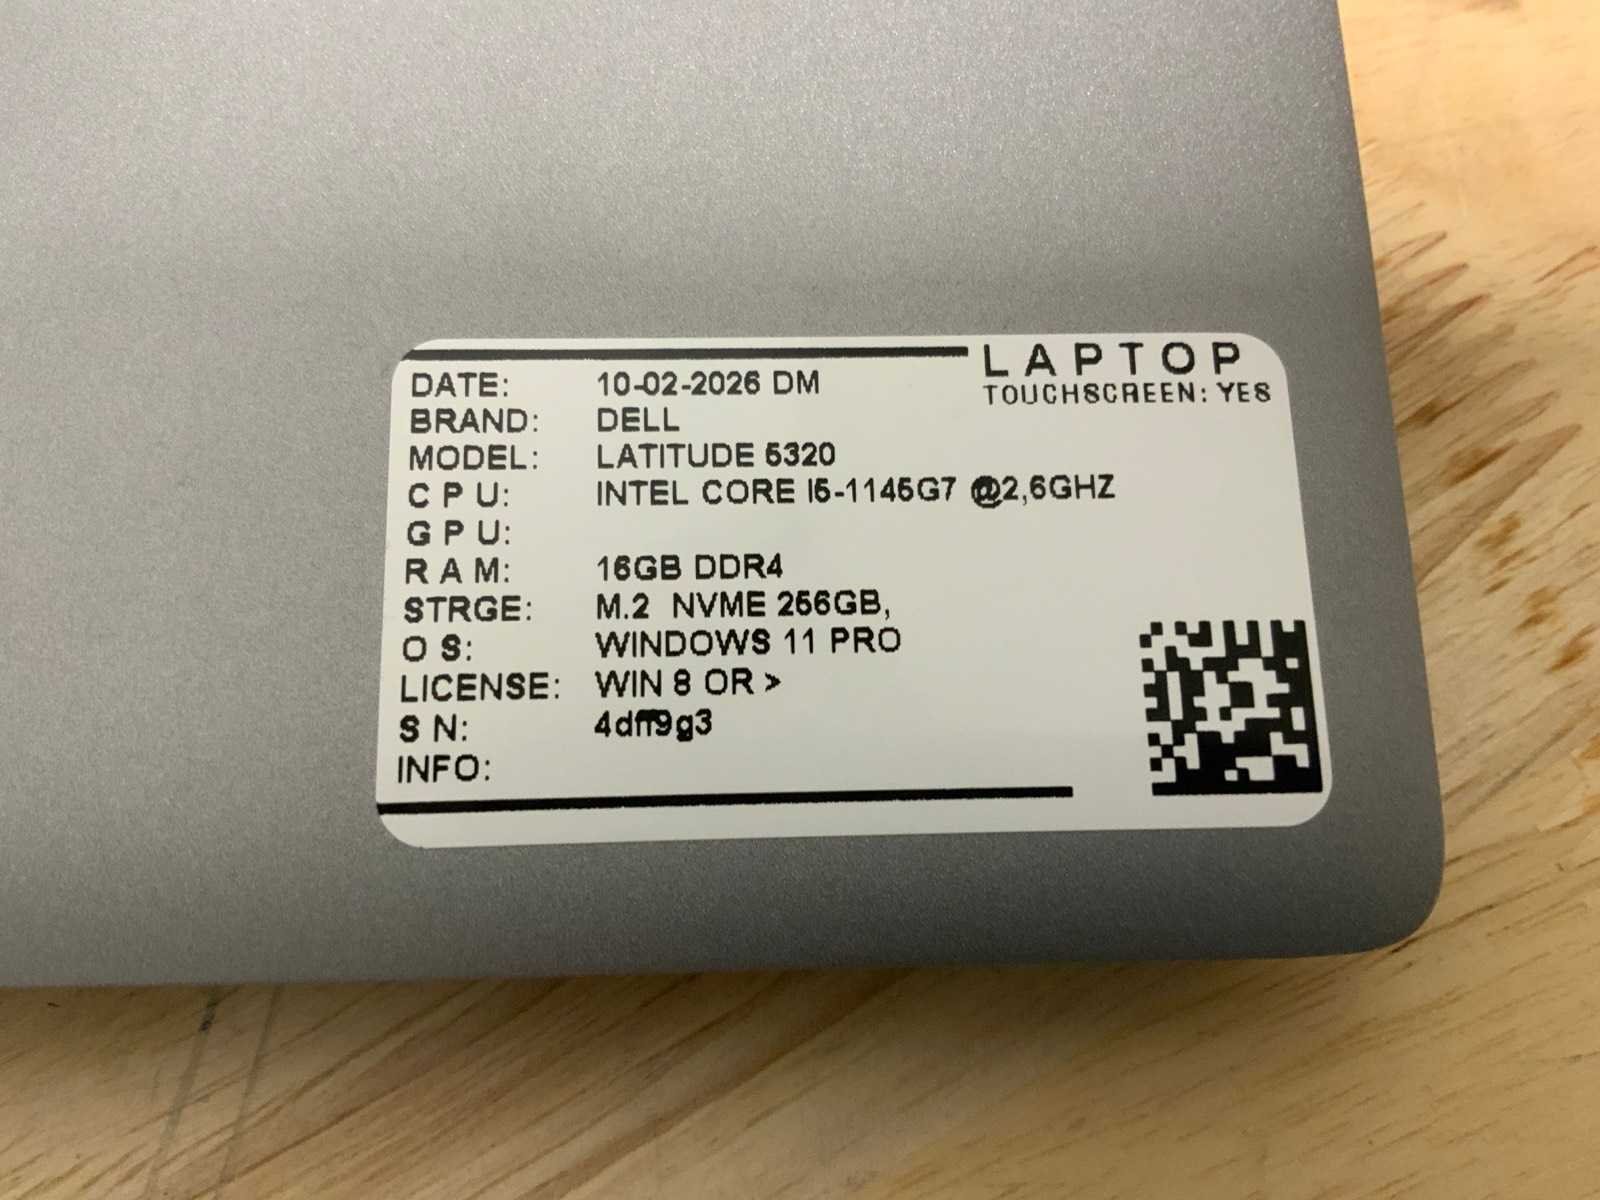 LAPTOP
TOUCHSCREEN: YES
DATE: 10-02-2026 DM
BRAND: DELL
MODEL: LATITUDE 5320
CPU: INTEL CORE I5-1145G7 @2,6GHZ
GPU:
RAM: 16GB DDR4
STRGE: M.2 NVME 256GB,
OS: WINDOWS 11 PRO
LICENSE: WIN 8 OR >
SN:
INFO: